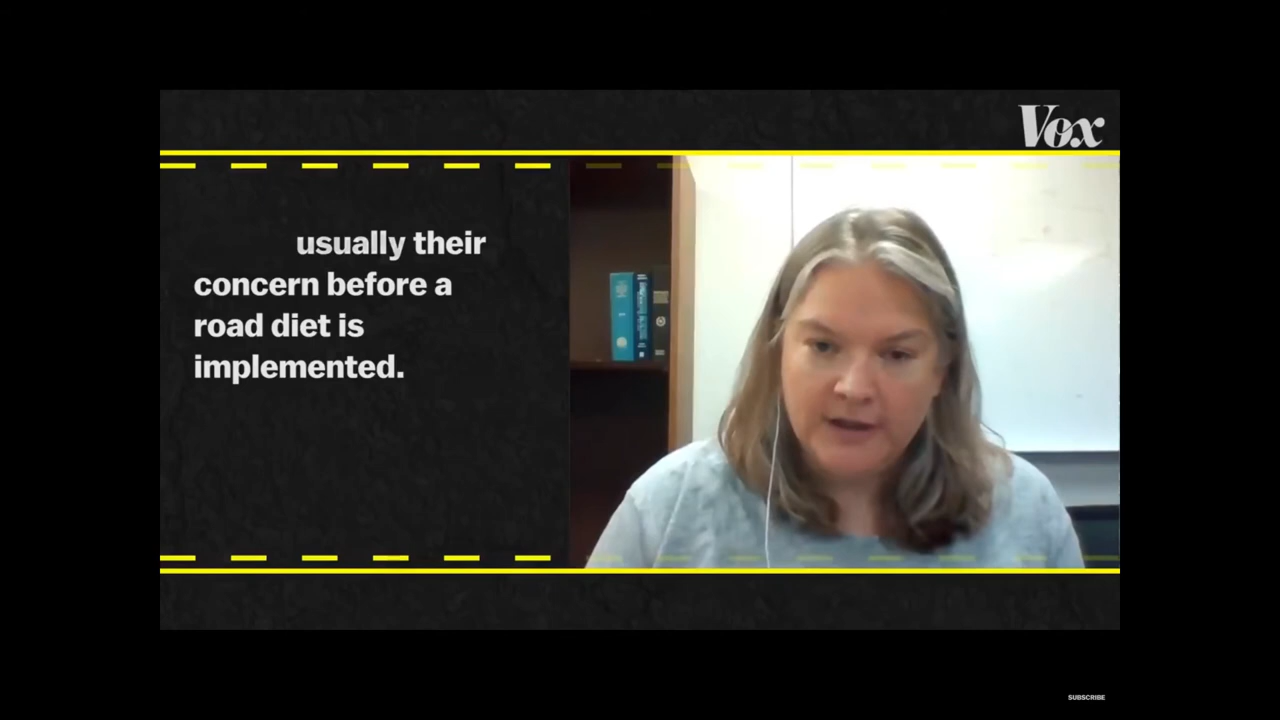 Vox
usually their
concern before a
road diet is
implemented.
SUBSCRIBE